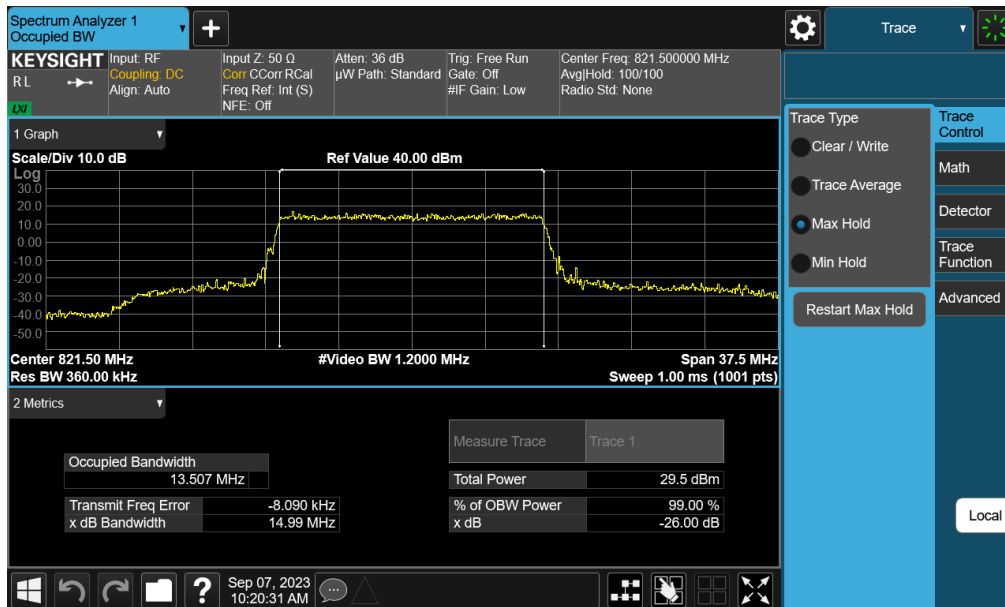 Spectrum Analyzer 1
Occupied BW
Trace
KEYSIGHT
R L
LXI
Input: RF
Coupling: DC
Align: Auto
Input Z: 50 Ω
Corr CCorr RCal
Freq Ref: Int (S)
NFE: Off
Atten: 36 dB
µW Path: Standard
Trig: Free Run
Gate: Off
#IF Gain: Low
Center Freq: 821.500000 MHz
Avg|Hold: 100/100
Radio Std: None
1 Graph
Scale/Div 10.0 dB
Ref Value 40.00 dBm
Log
30.0
20.0
10.0
0.00
-10.0
-20.0
-30.0
-40.0
-50.0
Center 821.50 MHz
#Video BW 1.2000 MHz
Span 37.5 MHz
Res BW 360.00 kHz
Sweep 1.00 ms (1001 pts)
2 Metrics
Measure Trace
Trace 1
Occupied Bandwidth
13.507 MHz
Total Power
29.5 dBm
Transmit Freq Error
-8.090 kHz
% of OBW Power
99.00 %
x dB Bandwidth
14.99 MHz
x dB
-26.00 dB
Trace Type
Clear / Write
Trace Average
Max Hold
Min Hold
Restart Max Hold
Trace
Control
Math
Detector
Trace
Function
Advanced
Local
?
Sep 07, 2023
10:20:31 AM